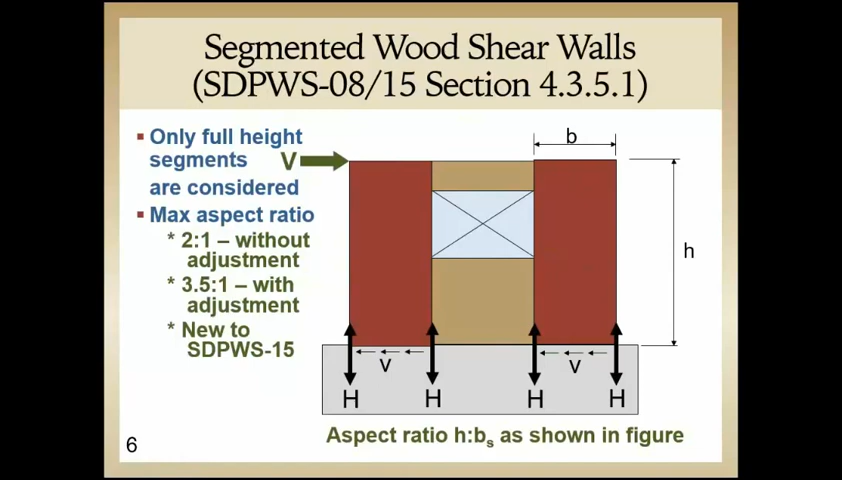 Segmented Wood Shear Walls
(SDPWS-08/15 Section 4.3.5.1)
▪ Only full height
segments
are considered
▪ Max aspect ratio
* 2:1 – without
adjustment
* 3.5:1 – with
adjustment
* New to
SDPWS-15
V
b
h
v
v
H
H
H
H
Aspect ratio h:bs as shown in figure
6